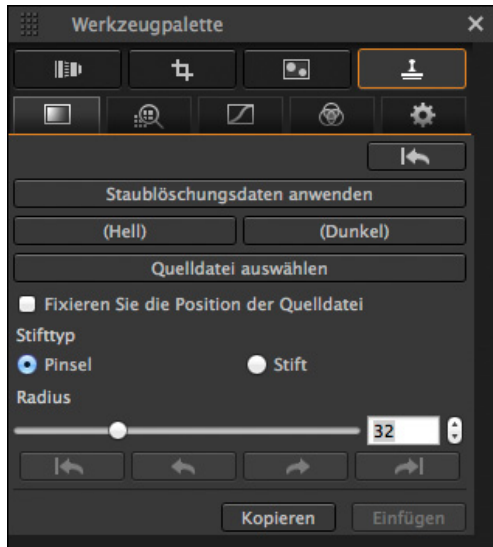 Werkzeugpalette
Staublöschungsdaten anwenden
(Hell) (Dunkel)
Quelldatei auswählen
Fixieren Sie die Position der Quelldatei
Stifttyp
Pinsel Stift
Radius
32
Kopieren Einfügen